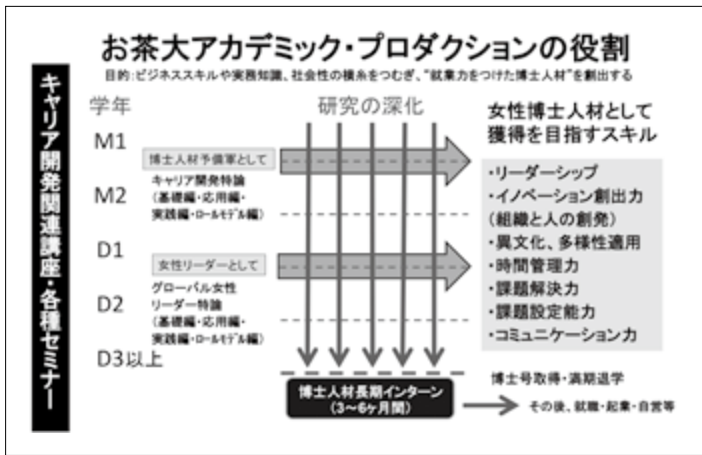 お茶大アカデミック・プロダクションの役割
目的:ビジネススキルや実務知識、社会性の横糸をつむぎ、“就業力をつけた博士人材”を創出する
キャリア開発関連講座・各種セミナー
学年
研究の深化
M1
博士人材予備軍として
M2
キャリア開発特論
(基礎編・応用編・
実践編・ロールモデル編)
D1
女性リーダーとして
D2
グローバル女性
リーダー特論
(基礎編・応用編・
実践編・ロールモデル編)
D3以上
女性博士人材として
獲得を目指すスキル
・リーダーシップ
・イノベーション創出力
(組織と人の創発)
・異文化、多様性適用
・時間管理力
・課題解決力
・課題設定能力
・コミュニケーション力
博士人材長期インターン
(3～6ヶ月間)
博士号取得・満期退学
その後、就職・起業・自営等